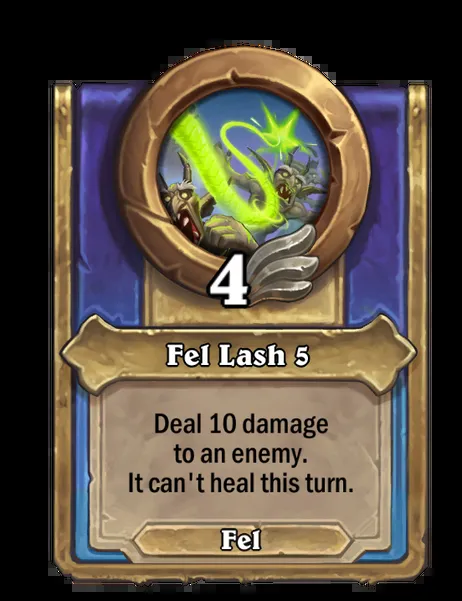 4
Fel Lash 5
Deal 10 damage
to an enemy.
It can't heal this turn.
Fel